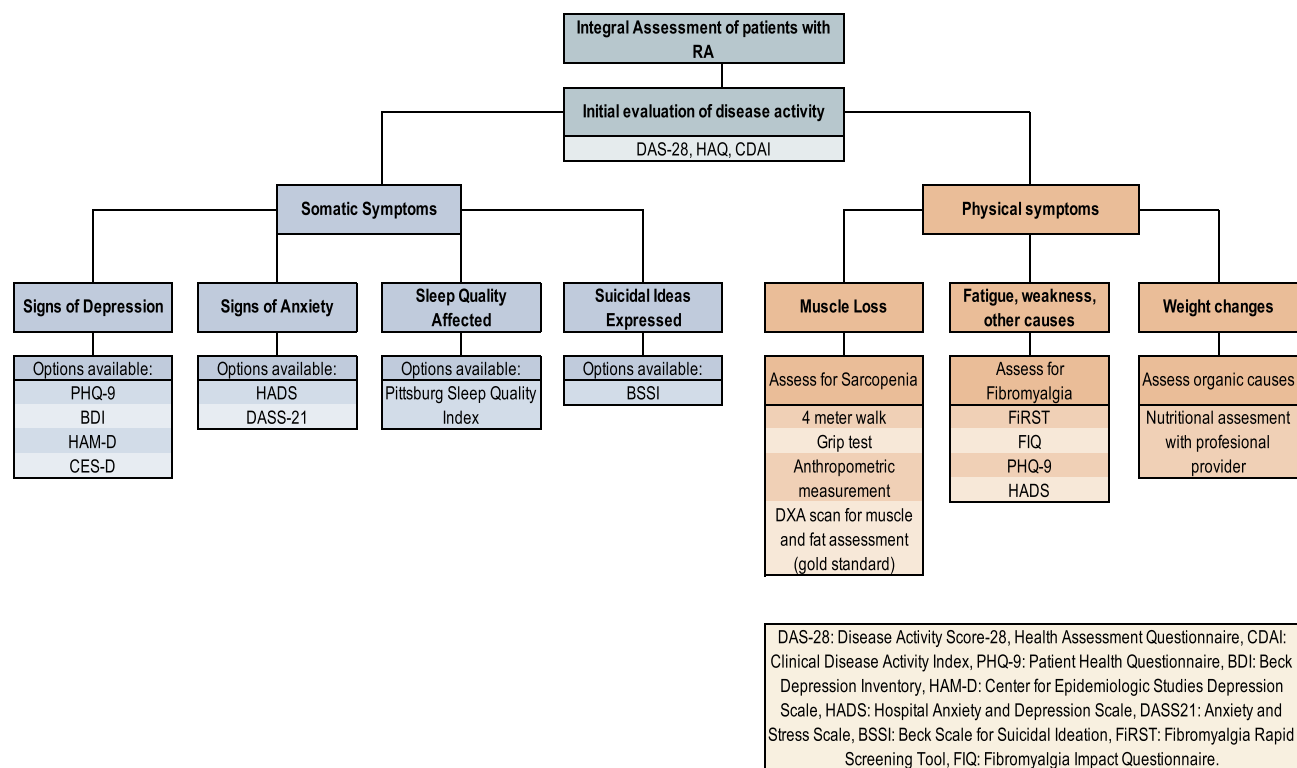 Integral Assessment of patients with
RA
Initial evaluation of disease activity
DAS-28, HAQ, CDAI
Somatic Symptoms
Physical symptoms
Signs of Depression
Options available:
PHQ-9
BDI
HAM-D
CES-D
Signs of Anxiety
Options available:
HADS
DASS-21
Sleep Quality
Affected
Options available:
Pittsburg Sleep Quality
Index
Suicidal Ideas
Expressed
Options available:
BSSI
Muscle Loss
Assess for Sarcopenia
4 meter walk
Grip test
Anthropometric
measurement
DXA scan for muscle
and fat assessment
(gold standard)
Fatigue, weakness,
other causes
Assess for
Fibromyalgia
FiRST
FIQ
PHQ-9
HADS
Weight changes
Assess organic causes
Nutritional assesment
with profesional
provider
DAS-28: Disease Activity Score-28, Health Assessment Questionnaire, CDAI:
Clinical Disease Activity Index, PHQ-9: Patient Health Questionnaire, BDI: Beck
Depression Inventory, HAM-D: Center for Epidemiologic Studies Depression
Scale, HADS: Hospital Anxiety and Depression Scale, DASS21: Anxiety and
Stress Scale, BSSI: Beck Scale for Suicidal Ideation, FiRST: Fibromyalgia Rapid
Screening Tool, FIQ: Fibromyalgia Impact Questionnaire.